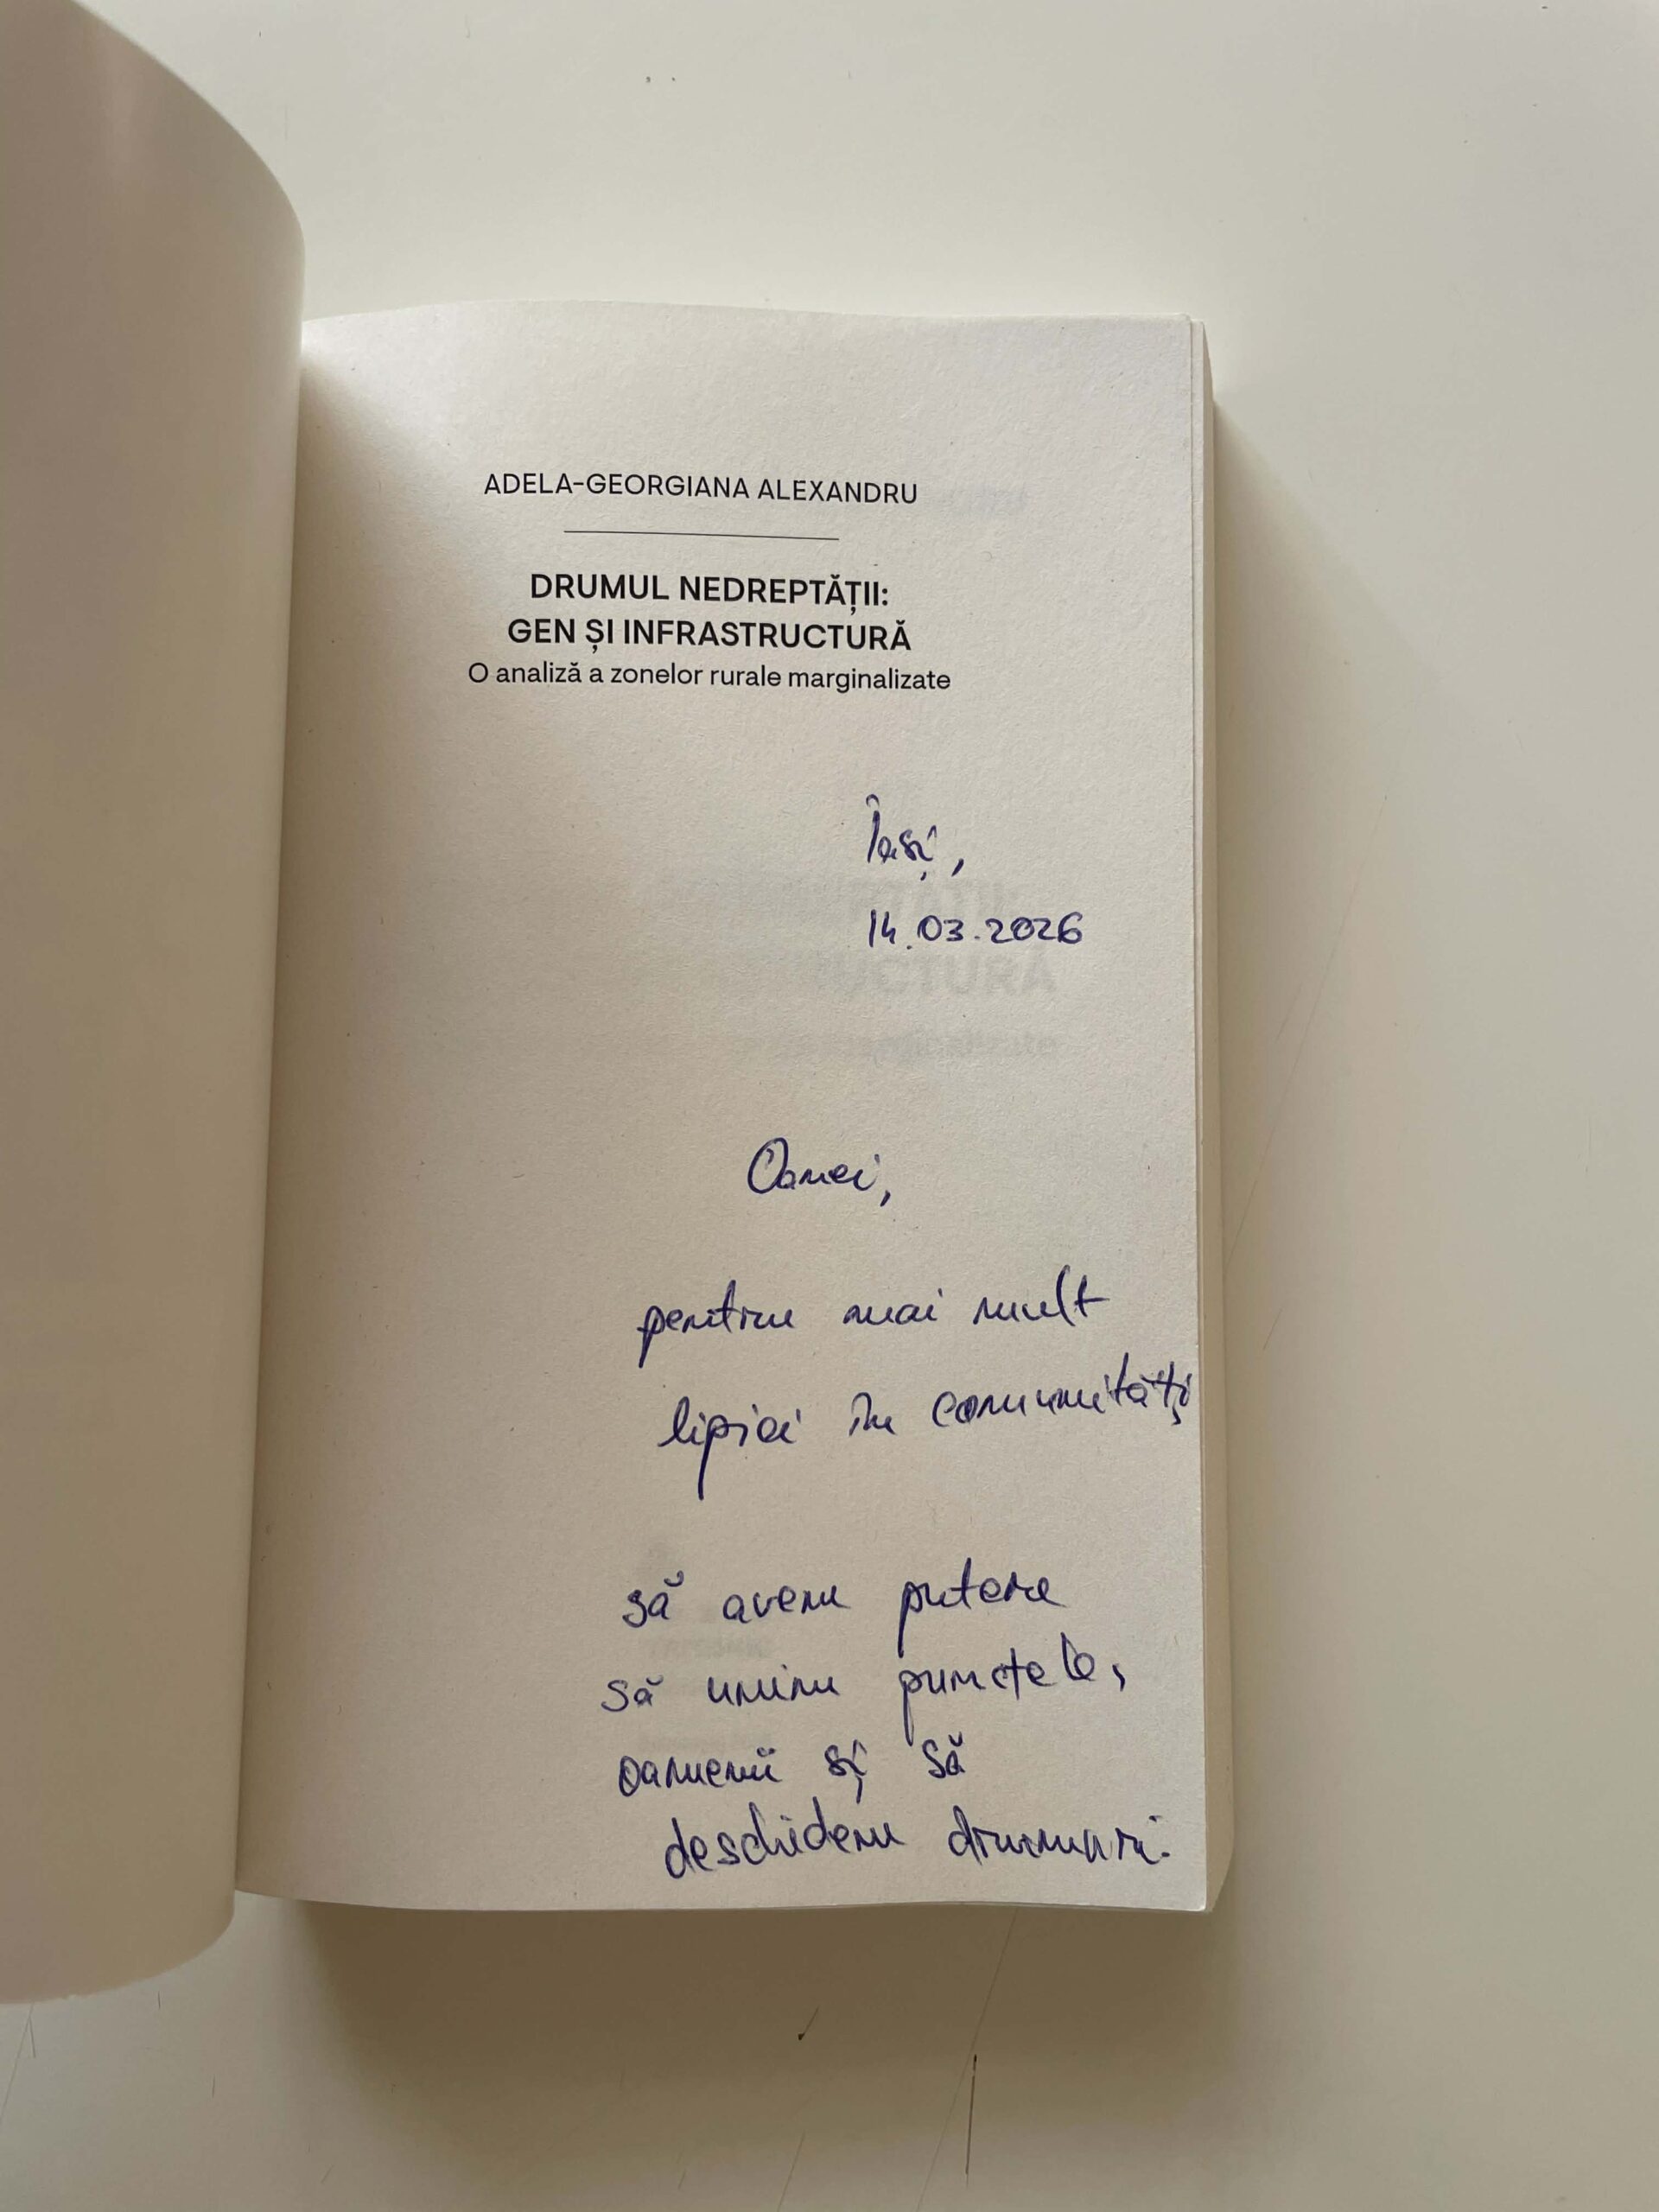 ADELA-GEORGIANA ALEXANDRU
DRUMUL NEDREPTĂȚII:
GEN ȘI INFRASTRUCTURĂ
O analiză a zonelor rurale marginalizate
Iași,
14.03.2026
Oanei,
pentru mai mult
lipici în comunități
să avem putere
să unim punctele,
oamenii și să
deschidem drumuri.